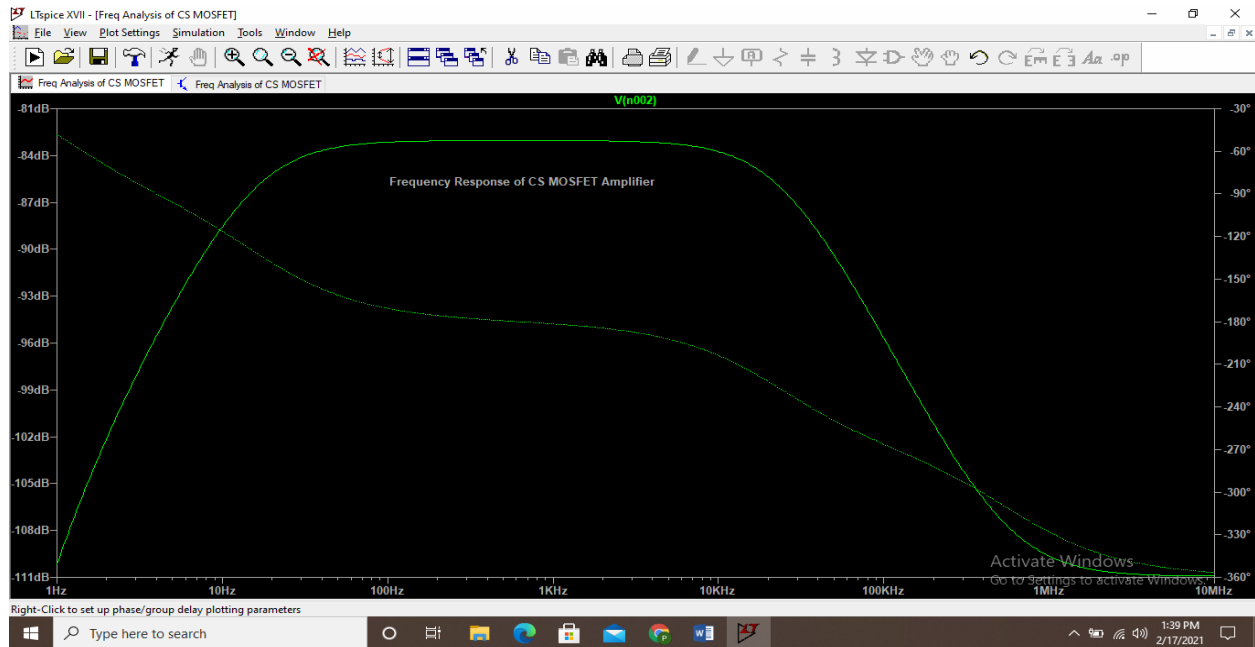 LTspice XVII - [Freq Analysis of CS MOSFET]
File View Plot Settings Simulation Tools Window Help
Freq Analysis of CS MOSFET Freq Analysis of CS MOSFET
V(n002)
-81dB -30°
-84dB -60°
Frequency Response of CS MOSFET Amplifier
-87dB -90°
-90dB -120°
-93dB -150°
-96dB -180°
-99dB -210°
-102dB -240°
-105dB -270°
-108dB -300°
-111dB -330°
-360°
Activate Windows
Go to Settings to activate Windows.
1Hz 10Hz 100Hz 1KHz 10KHz 100KHz 1MHz 10MHz
Right-Click to set up phase/group delay plotting parameters
Type here to search
1:39 PM
2/17/2021